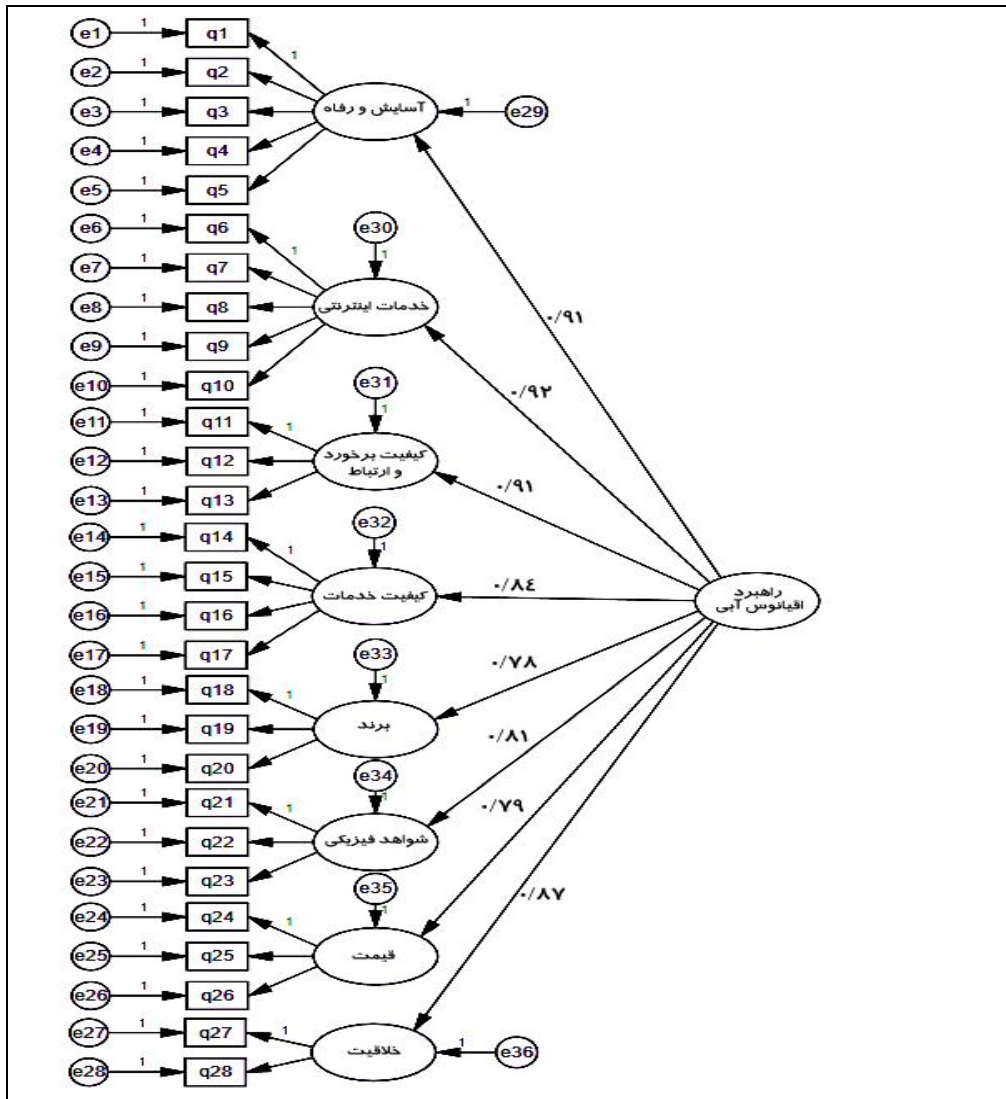 e1 1 q1
1
e2 1 q2
e3 1 q3 آسایش و رفاه 1 e29
e4 1 q4
e5 1 q5
e6 1 q6 e30
1 1
e7 1 q7
e8 1 q8 خدمات اینترنتی
۰/۹۱
e9 1 q9
۰/۹۲
e10 1 q10 e31
e11 1 q11 1 1
e12 1 q12 کیفیت برخورد
و ارتباط
۰/۹۱
e13 1 q13
e14 1 q14 e32
1 1
e15 1 q15
e16 1 q16 کیفیت خدمات ۰/۸٤ راهبرد
اقیانوس آبی
e17 1 q17 e33
e18 1 q18 1 1 ۰/۷۸
e19 1 q19 برند
۰/۸۱
e20 1 q20 e34
e21 1 q21 1 1
۰/۷۹
e22 1 q22 شواهد فیزیکی
e23 1 q23 e35
۰/۸۷
e24 1 q24 1 1
e25 1 q25 قیمت
e26 1 q26
e27 1 q27 1
خلاقیت 1 e36
e28 1 q28